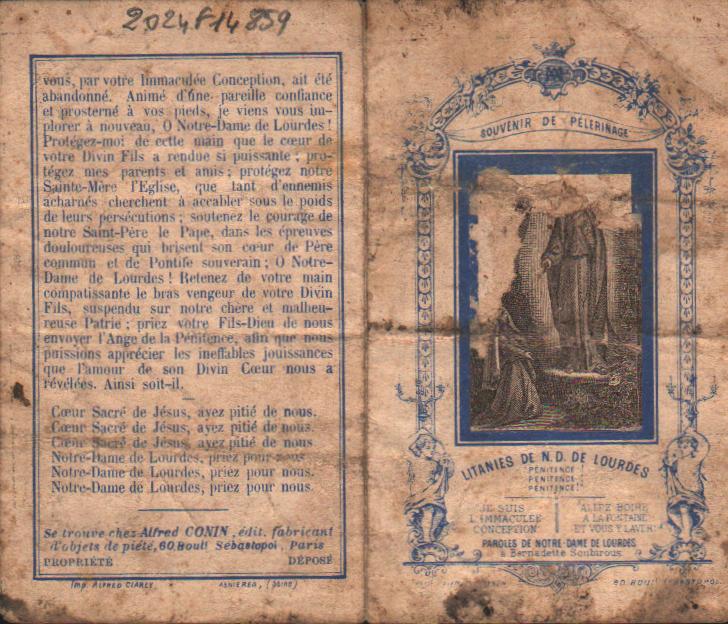 2024F14859
vous, par votre Immaculée Conception, ait été
abandonné. Animé d'une pareille confiance
et prosterné à vos pieds, je viens vous im-
plorer à nouveau, O Notre-Dame de Lourdes !
Protégez-moi de cette main que le cœur de
votre Divin Fils a rendue si puissante ; pro-
tégez mes parents et amis ; protégez notre
Sainte-Mère l'Eglise, que tant d'ennemis
acharnés cherchent à accabler sous le poids
de leurs persécutions ; soutenez le courage de
notre Saint-Père le Pape, dans les épreuves
douloureuses qui brisent son cœur de Père
commun et de Pontife souverain ; O Notre-
Dame de Lourdes ! Retenez de votre main
compatissante le bras vengeur de votre Divin
Fils, suspendu sur notre chère et malheu-
reuse Patrie ; priez votre Fils-Dieu de nous
envoyer l'Ange de la Pénitence, afin que nous
puissions apprécier les ineffables jouissances
que l'amour de son Divin Cœur nous a
révélées. Ainsi soit-il.
Cœur Sacré de Jésus, ayez pitié de nous.
Cœur Sacré de Jésus, ayez pitié de nous.
Cœur Sacré de Jésus, ayez pitié de nous.
Notre-Dame de Lourdes, priez pour nous
Notre-Dame de Lourdes, priez pour nous.
Notre-Dame de Lourdes, priez pour nous.
Se trouve chez Alfred CONIN, édit. fabricant
d'objets de piété, 60, Boult Sébastopol, Paris
PROPRIÉTÉ DÉPOSÉ
Imp. ALFRED CLAREY ASNIERES, (SEINE)
SOUVENIR DE PÈLERINAGE
LITANIES DE N. D. DE LOURDES
PÉNITENCE !
PÉNITENCE !
PÉNITENCE !
JE SUIS
L'IMMACULÉE
CONCEPTION
ALLEZ BOIRE
A LA FONTAINE
ET VOUS Y LAVER !
PAROLES DE NOTRE-DAME DE LOURDES
à Bernadette Soubirous
60 Boult SEBASTOPOL